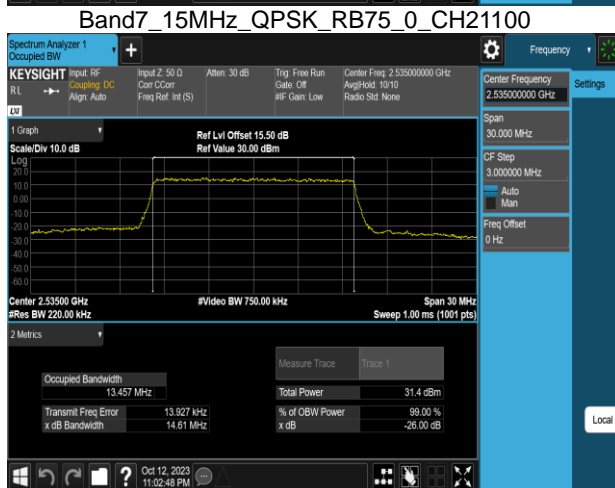 Band7_15MHz_QPSK_RB75_0_CH21100
Spectrum Analyzer 1
Occupied BW
Frequency
KEYSIGHT
RL
LXI
Input: RF
Coupling: DC
Align: Auto
Input Z: 50 Ω
Corr CCorr
Freq Ref: Int (S)
Atten: 30 dB
Trig: Free Run
Gate: Off
#IF Gain: Low
Center Freq: 2.535000000 GHz
Avg|Hold: 10/10
Radio Std: None
Center Frequency
2.535000000 GHz
Settings
Span
30.000 MHz
CF Step
3.000000 MHz
Auto
Man
Freq Offset
0 Hz
1 Graph
Scale/Div 10.0 dB
Ref Lvl Offset 15.50 dB
Ref Value 30.00 dBm
Log
20.0
10.0
0.00
-10.0
-20.0
-30.0
-40.0
-50.0
-60.0
Center 2.53500 GHz
#Video BW 750.00 kHz
Span 30 MHz
#Res BW 220.00 kHz
Sweep 1.00 ms (1001 pts)
2 Metrics
Measure Trace
Trace 1
Occupied Bandwidth
13.457 MHz
Total Power
31.4 dBm
Transmit Freq Error
13.927 kHz
% of OBW Power
99.00 %
x dB Bandwidth
14.61 MHz
x dB
-26.00 dB
Local
?
Oct 12, 2023
11:02:48 PM